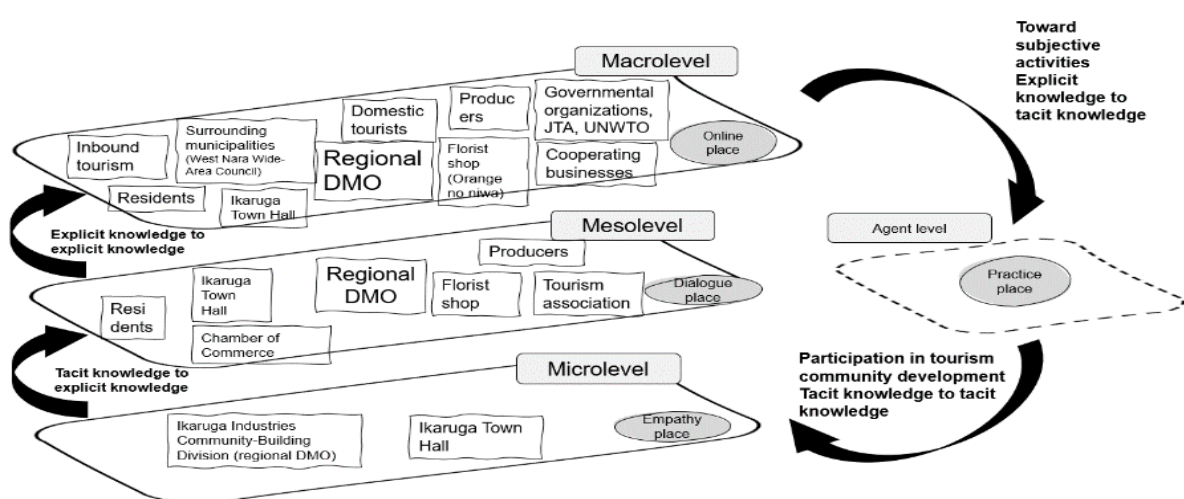 Macrolevel
Toward
subjective
activities
Explicit
knowledge to
tacit knowledge
Inbound
tourism
Surrounding
municipalities
(West Nara Wide-
Area Council)
Domestic
tourists
Produc
ers
Governmental
organizations,
JTA, UNWTO
Online
place
Regional
DMO
Florist
shop
(Orange
no niwa)
Cooperating
businesses
Residents
Ikaruga
Town Hall
Explicit knowledge to
explicit knowledge
Mesolevel
Agent level
Practice
place
Producers
Resi
dents
Ikaruga
Town
Hall
Regional
DMO
Florist
shop
Tourism
association
Dialogue
place
Chamber of
Commerce
Tacit knowledge to
explicit knowledge
Microlevel
Participation in tourism
community development
Tacit knowledge to tacit
knowledge
Ikaruga Industries
Community-Building
Division (regional DMO)
Ikaruga Town
Hall
Empathy
place